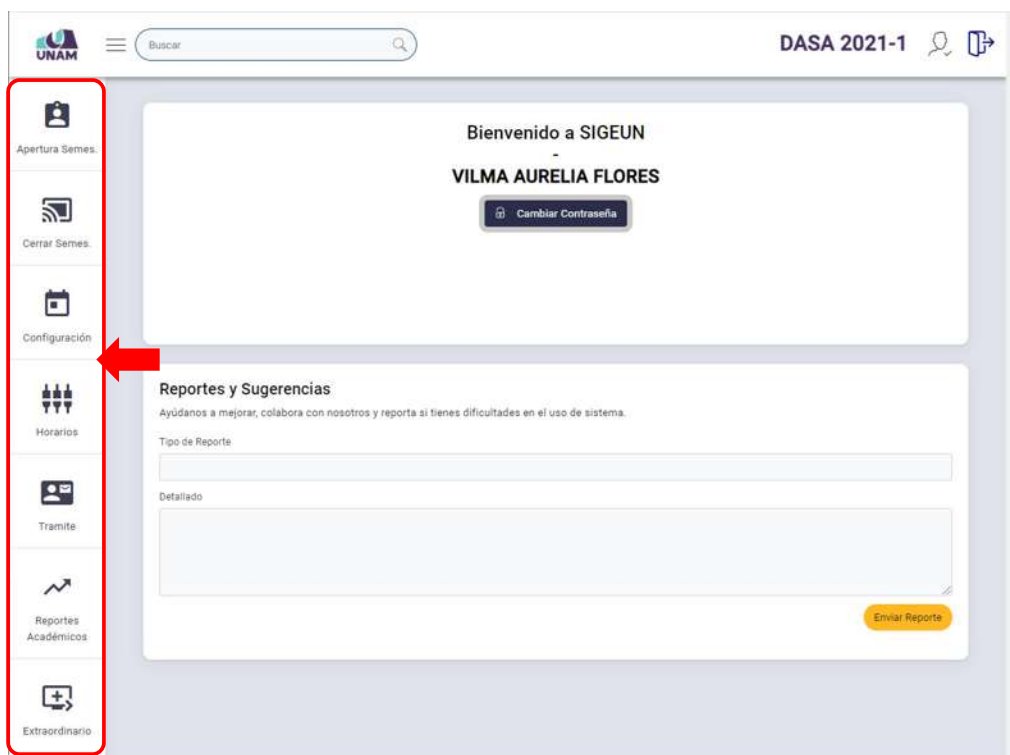 UNAM
Buscar
DASA 2021-1
Apertura Semes.
Cerrar Semes.
Configuración
Horarios
Tramite
Reportes
Académicos
Extraordinario
Bienvenido a SIGEUN
-
VILMA AURELIA FLORES
Cambiar Contraseña
Reportes y Sugerencias
Ayúdanos a mejorar, colabora con nosotros y reporta si tienes dificultades en el uso de sistema.
Tipo de Reporte
Detallado
Enviar Reporte